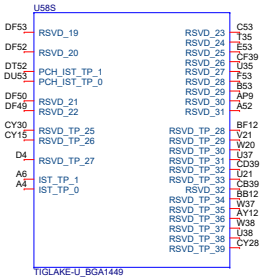 U58S
DF53 RSVD_19
DF52 RSVD_20
DT52 PCH_IST_TP_1
DU53 PCH_IST_TP_0
DF50 RSVD_21
DF49 RSVD_22
CY30 RSVD_TP_25
CY15 RSVD_TP_26
D4 RSVD_TP_27
A6 IST_TP_1
A4 IST_TP_0
RSVD_23 C53
RSVD_24 T35
RSVD_25 E53
RSVD_26 CF39
RSVD_27 U35
RSVD_28 F53
RSVD_29 B53
RSVD_30 AP9
RSVD_31 A52
RSVD_TP_28 BF12
RSVD_TP_29 V21
RSVD_TP_30 W20
RSVD_TP_31 U37
RSVD_TP_32 CD39
RSVD_TP_33 U21
RSVD_32 CB39
RSVD_TP_34 BB12
RSVD_TP_35 W37
RSVD_TP_36 AY12
RSVD_TP_37 W38
RSVD_TP_38 U38
RSVD_TP_39 CY28
TIGLAKE-U_BGA1449